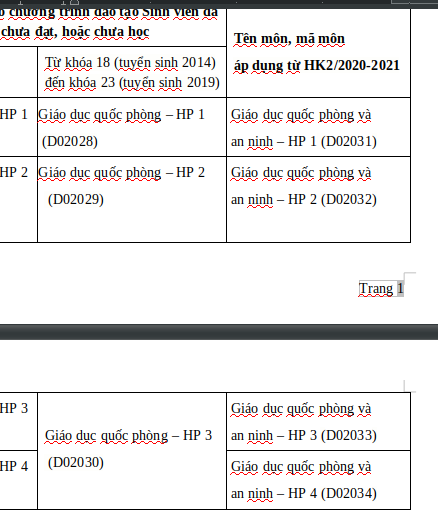 chương trình đào tạo Sinh viên đã
chưa đạt, hoặc chưa học
Tên môn, mã môn
áp dụng từ HK2/2020-2021
Từ khóa 18 (tuyển sinh 2014)
đến khóa 23 (tuyển sinh 2019)
HP 1
Giáo dục quốc phòng – HP 1
(D02028)
Giáo dục quốc phòng và
an ninh – HP 1 (D02031)
HP 2
Giáo dục quốc phòng – HP 2
(D02029)
Giáo dục quốc phòng và
an ninh – HP 2 (D02032)
Trang 1
HP 3
Giáo dục quốc phòng – HP 3
(D02030)
Giáo dục quốc phòng và
an ninh – HP 3 (D02033)
HP 4
Giáo dục quốc phòng và
an ninh – HP 4 (D02034)